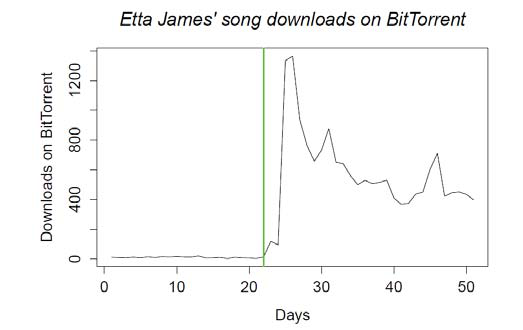 Etta James' song downloads on BitTorrent
Downloads on BitTorrent
1200
800
400
0
0 10 20 30 40 50
Days